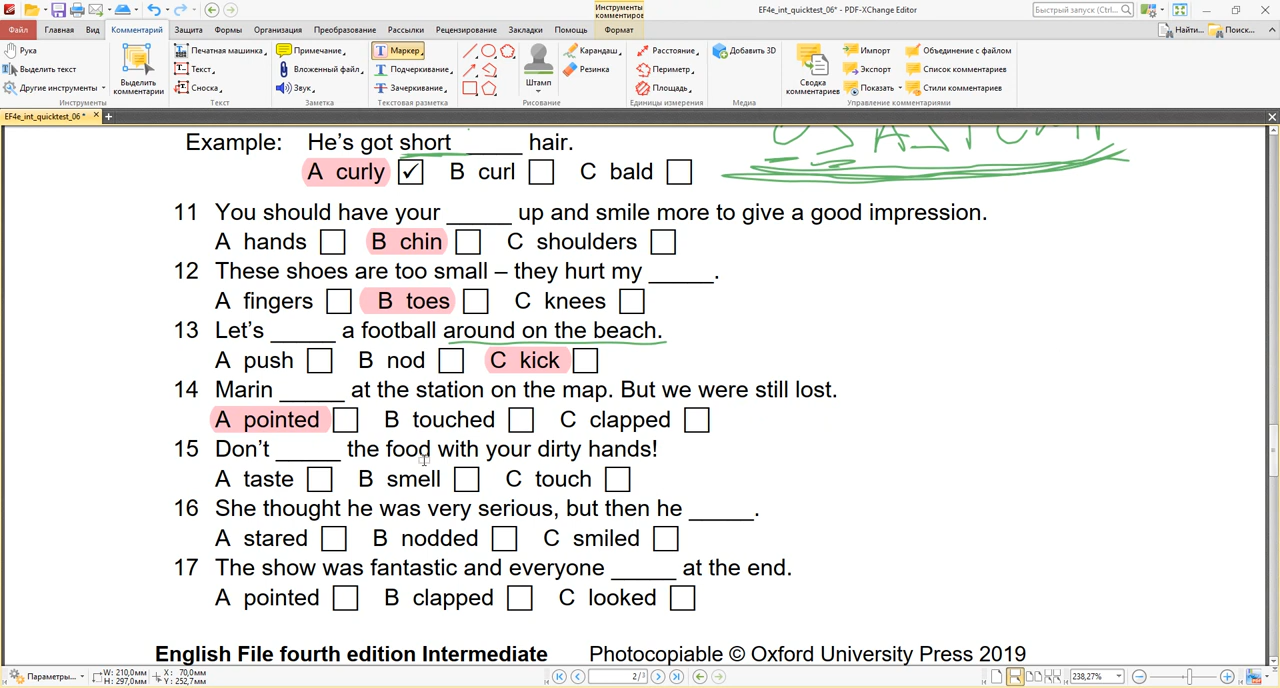 Инструменты комментариев
EF4e_int_quicktest_06* - PDF-XChange Editor
Быстрый запуск (Ctrl...
Файл Главная Вид Комментарий Защита Формы Организация Преобразование Рассылки Рецензирование Закладки Помощь Формат Найти... Поиск...
Рука
Выделить текст
Другие инструменты
Инструменты
Выделить комментарии
Печатная машинка
Текст
Сноска
Текст
Примечание
Вложенный файл
Звук
Заметка
Маркер
Подчеркивание
Зачеркивание
Текстовая разметка
Штамп
Карандаш
Резинка
Рисование
Расстояние
Периметр
Площадь
Единицы измерения
Добавить 3D
Медиа
Сводка комментариев
Импорт
Экспорт
Показать
Объединение с файлом
Список комментариев
Стили комментариев
Управление комментариями
EF4e_int_quicktest_06 *
Example: He's got short _____ hair.
A curly ✓ B curl C bald
11 You should have your _____ up and smile more to give a good impression.
A hands B chin C shoulders
12 These shoes are too small – they hurt my _____.
A fingers B toes C knees
13 Let's _____ a football around on the beach.
A push B nod C kick
14 Marin _____ at the station on the map. But we were still lost.
A pointed B touched C clapped
15 Don't _____ the food with your dirty hands!
A taste B smell C touch
16 She thought he was very serious, but then he _____.
A stared B nodded C smiled
17 The show was fantastic and everyone _____ at the end.
A pointed B clapped C looked
English File fourth edition Intermediate Photocopiable © Oxford University Press 2019
Параметры...
W: 210,0мм
H: 297,0мм
X: 70,0мм
Y: 252,7мм
2/3
238,27%